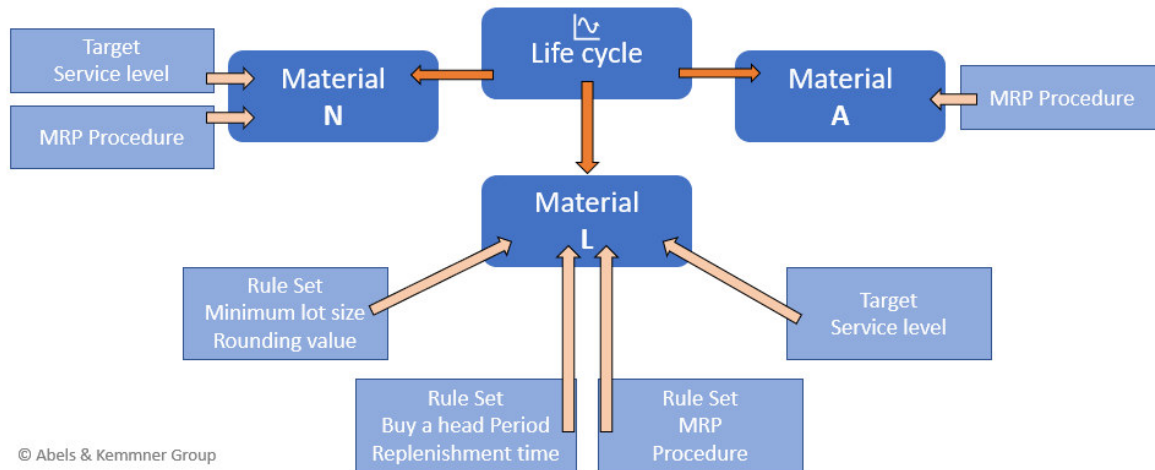 Target
Service level
MRP Procedure
Material
N
Life cycle
Material
A
MRP Procedure
Material
L
Rule Set
Minimum lot size
Rounding value
Target
Service level
Rule Set
Buy a head Period
Replenishment time
Rule Set
MRP
Procedure
© Abels & Kemmner Group